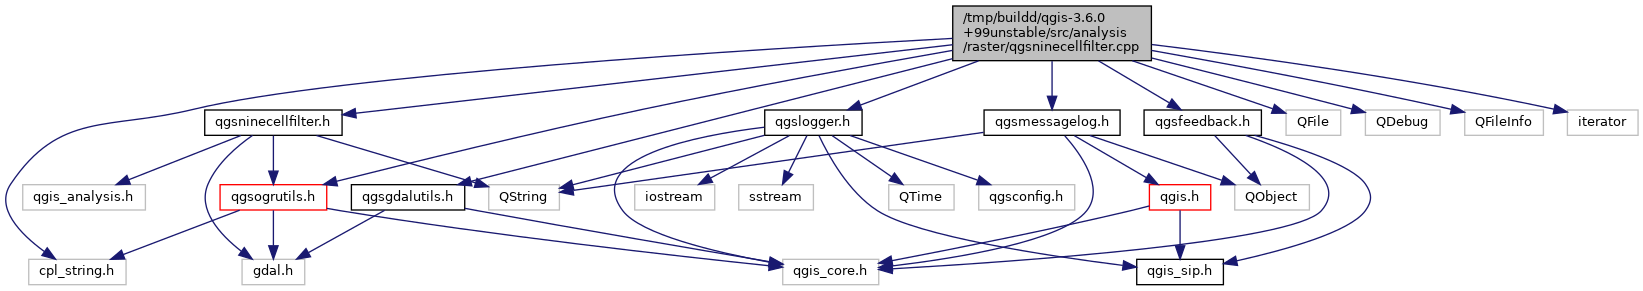 /tmp/buildd/qgis-3.6.0
+99unstable/src/analysis
/raster/qgsninecellfilter.cpp
qgsninecellfilter.h
qgslogger.h
qgsmessagelog.h
qgsfeedback.h
QFile
QDebug
QFileInfo
iterator
qgis_analysis.h
qgsogrutils.h
qgsgdalutils.h
QString
iostream
sstream
QTime
qgsconfig.h
qgis.h
QObject
cpl_string.h
gdal.h
qgis_core.h
qgis_sip.h